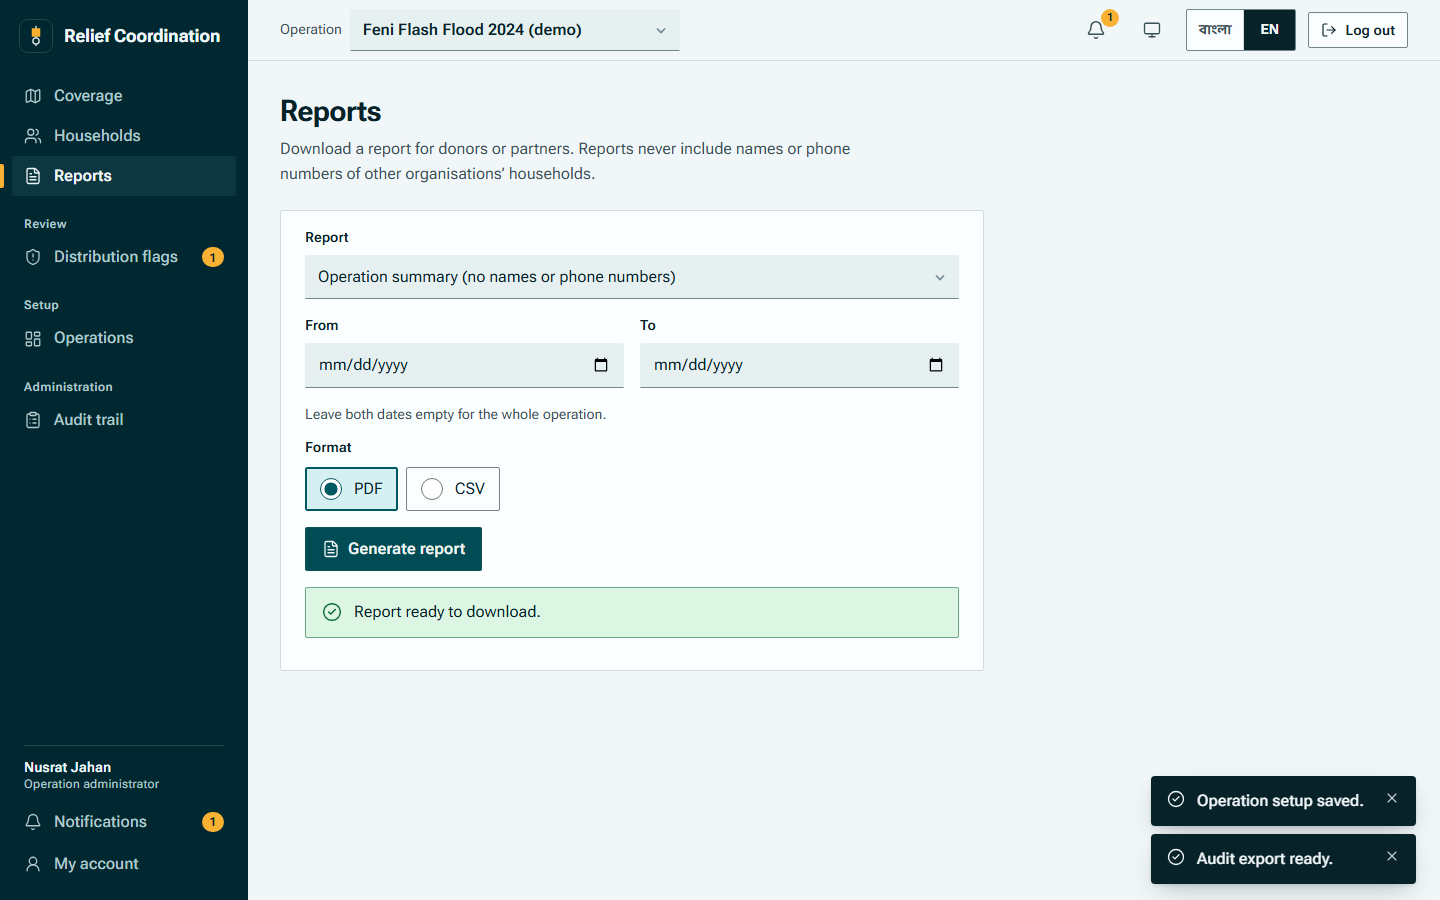 Relief Coordination
Coverage
Households
Reports
Review
Distribution flags 1
Setup
Operations
Administration
Audit trail
Nusrat Jahan
Operation administrator
Notifications 1
My account
Operation Feni Flash Flood 2024 (demo)
1
বাংলা EN
Log out
Reports
Download a report for donors or partners. Reports never include names or phone
numbers of other organisations’ households.
Report
Operation summary (no names or phone numbers)
From To
mm/dd/yyyy mm/dd/yyyy
Leave both dates empty for the whole operation.
Format
PDF CSV
Generate report
Report ready to download.
Operation setup saved.
Audit export ready.